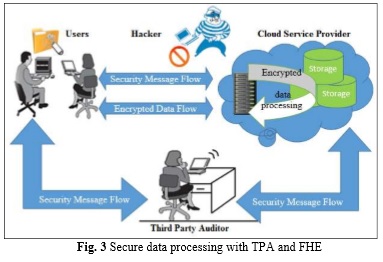 Users
Hacker
Cloud Service Provider
Security Message Flow
Encrypted Data Flow
Encrypted
data
processing
Storage
Storage
Security Message Flow
Security Message Flow
Third Party Auditor
Fig. 3 Secure data processing with TPA and FHE